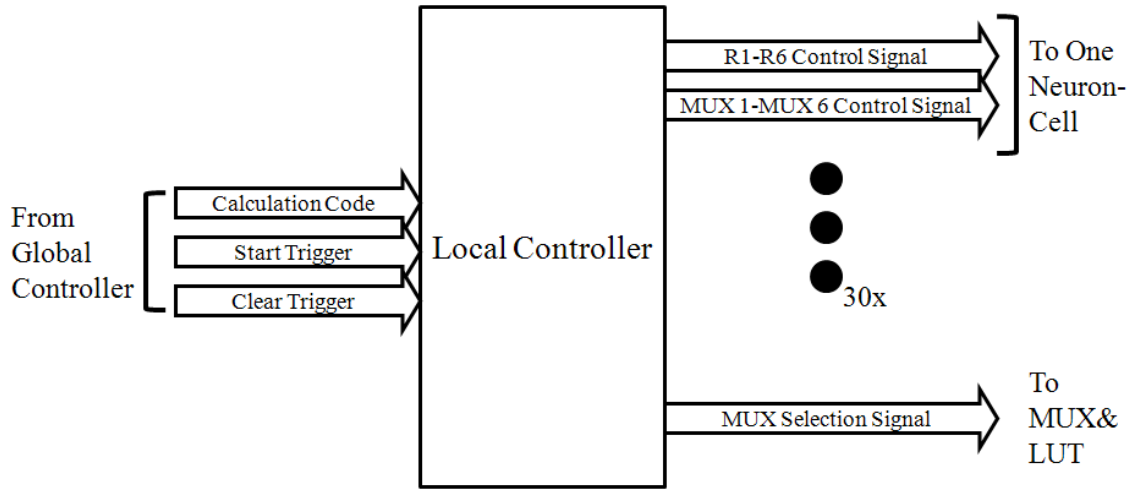 R1-R6 Control Signal
MUX 1-MUX 6 Control Signal
To One
Neuron-
Cell
From
Global
Controller
Calculation Code
Start Trigger
Clear Trigger
Local Controller
30x
MUX Selection Signal
To
MUX&
LUT